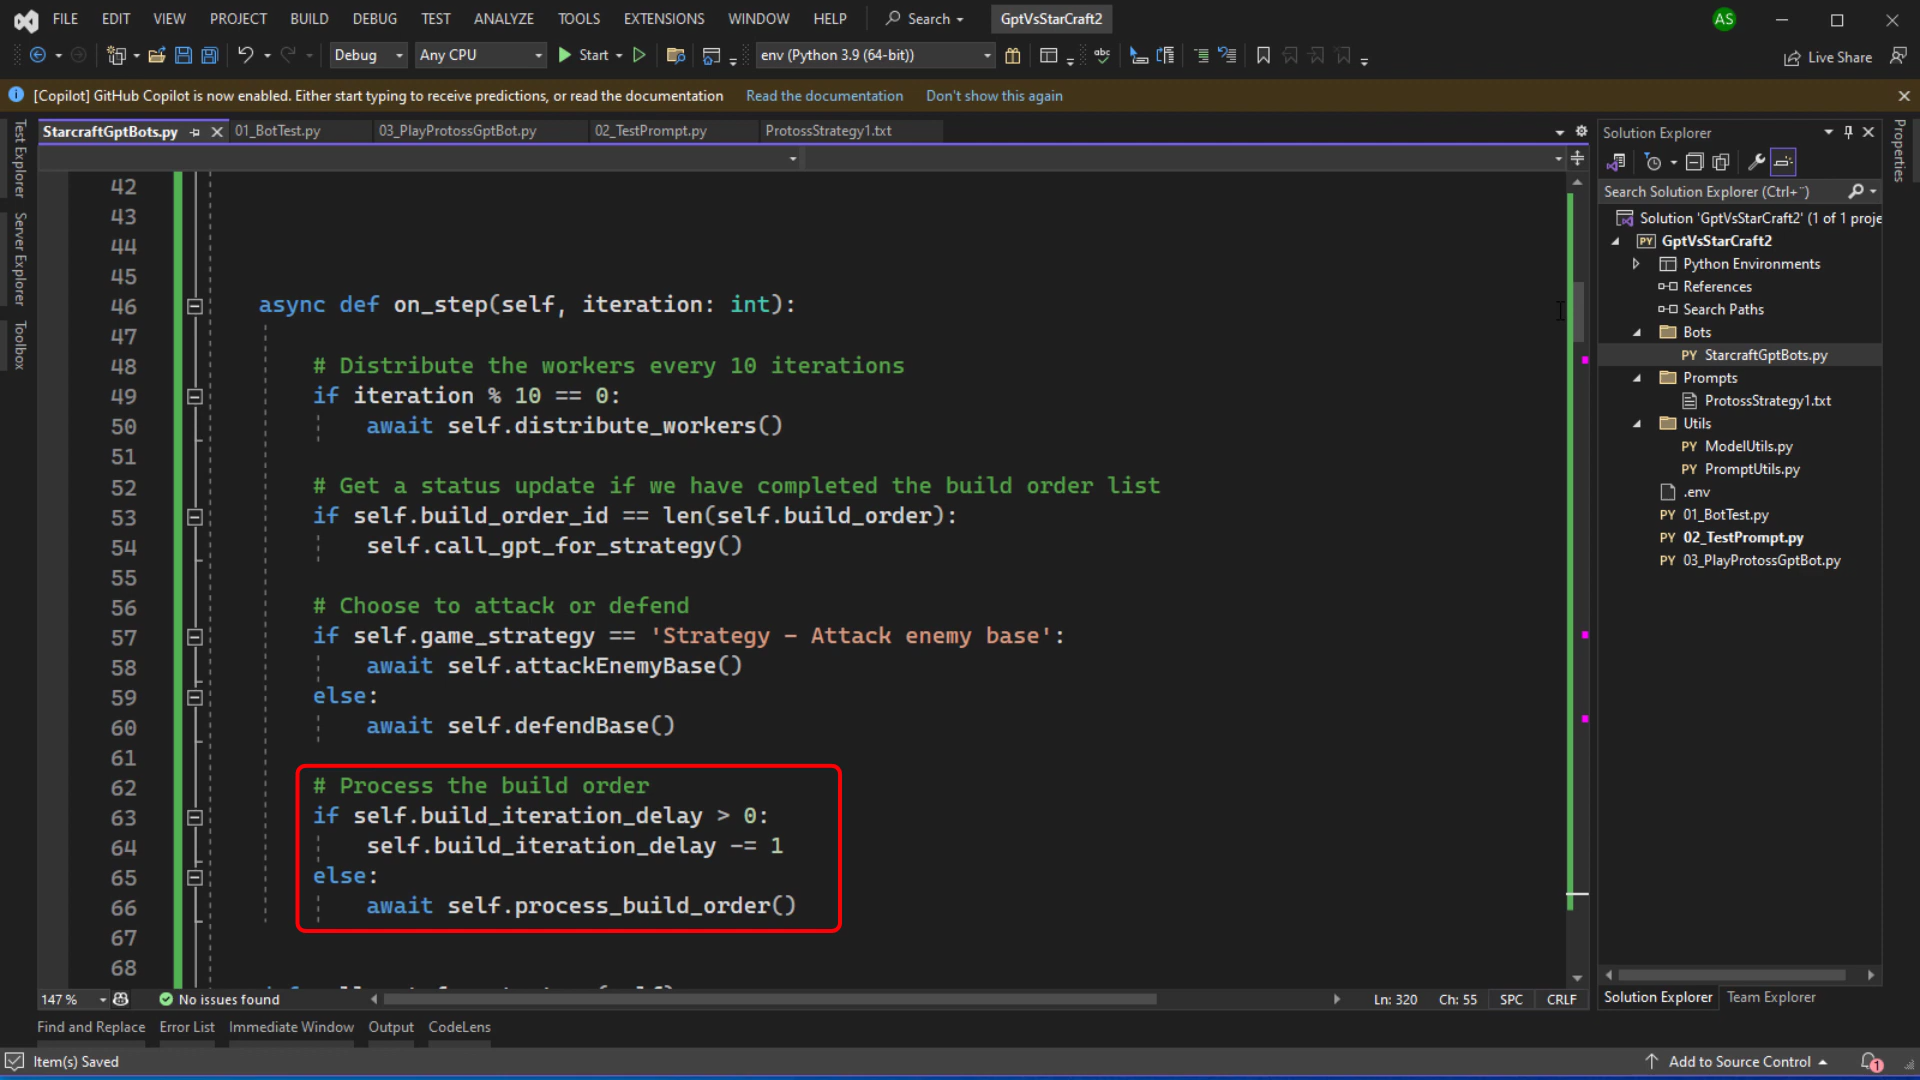 FILE EDIT VIEW PROJECT BUILD DEBUG TEST ANALYZE TOOLS EXTENSIONS WINDOW HELP Search GptVsStarCraft2 AS
Debug Any CPU Start env (Python 3.9 (64-bit)) abc Live Share
[Copilot] GitHub Copilot is now enabled. Either start typing to receive predictions, or read the documentation Read the documentation Don't show this again
Test Explorer
Server Explorer
Toolbox
StarcraftGptBots.py 01_BotTest.py 03_PlayProtossGptBot.py 02_TestPrompt.py ProtossStrategy1.txt
42
43
44
45
46 async def on_step(self, iteration: int):
47
48 # Distribute the workers every 10 iterations
49 if iteration % 10 == 0:
50 await self.distribute_workers()
51
52 # Get a status update if we have completed the build order list
53 if self.build_order_id == len(self.build_order):
54 self.call_gpt_for_strategy()
55
56 # Choose to attack or defend
57 if self.game_strategy == 'Strategy - Attack enemy base':
58 await self.attackEnemyBase()
59 else:
60 await self.defendBase()
61
62 # Process the build order
63 if self.build_iteration_delay > 0:
64 self.build_iteration_delay -= 1
65 else:
66 await self.process_build_order()
67
68
147 % No issues found Ln: 320 Ch: 55 SPC CRLF
Solution Explorer
Search Solution Explorer (Ctrl+¨)
Solution 'GptVsStarCraft2' (1 of 1 proje
PY GptVsStarCraft2
Python Environments
References
Search Paths
Bots
PY StarcraftGptBots.py
Prompts
ProtossStrategy1.txt
Utils
PY ModelUtils.py
PY PromptUtils.py
.env
PY 01_BotTest.py
PY 02_TestPrompt.py
PY 03_PlayProtossGptBot.py
Solution Explorer Team Explorer
Properties
Find and Replace Error List Immediate Window Output CodeLens
Item(s) Saved Add to Source Control 1